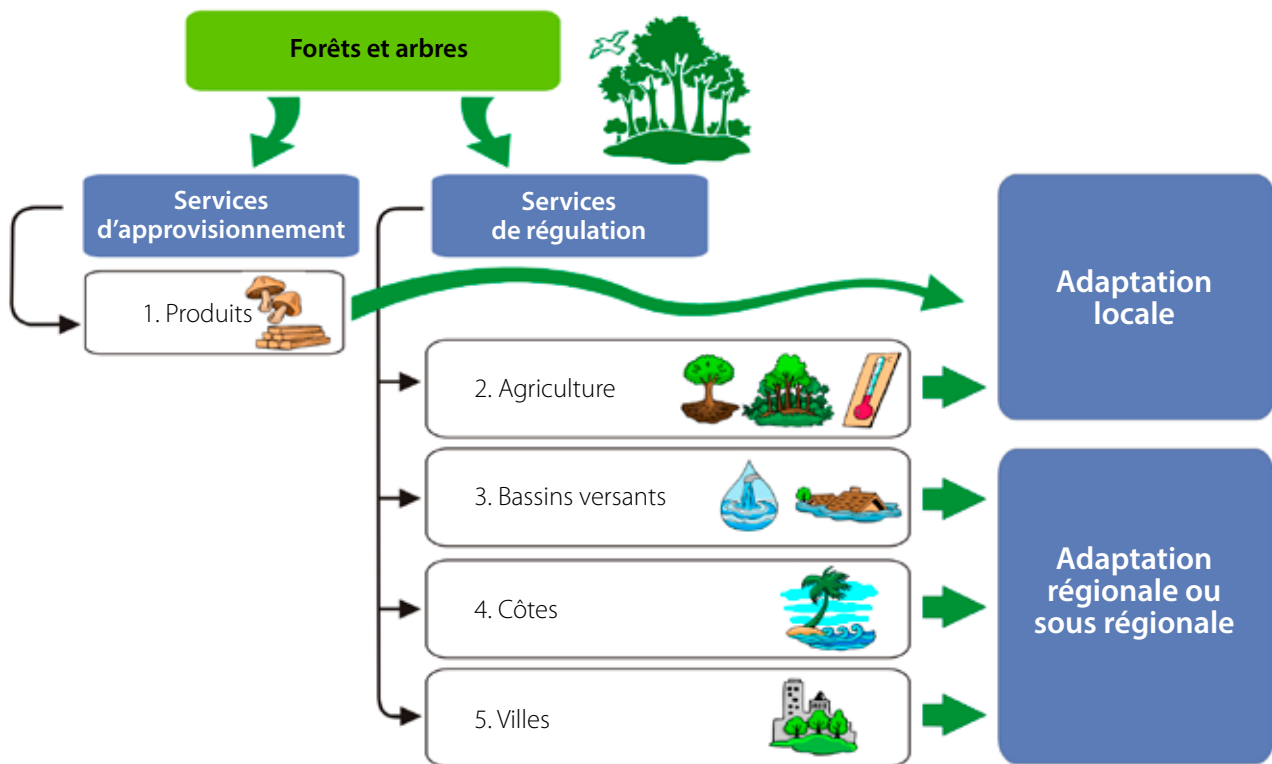 Forêts et arbres
Services
d’approvisionnement
Services
de régulation
1. Produits
Adaptation
locale
2. Agriculture
3. Bassins versants
4. Côtes
5. Villes
Adaptation
régionale ou
sous régionale